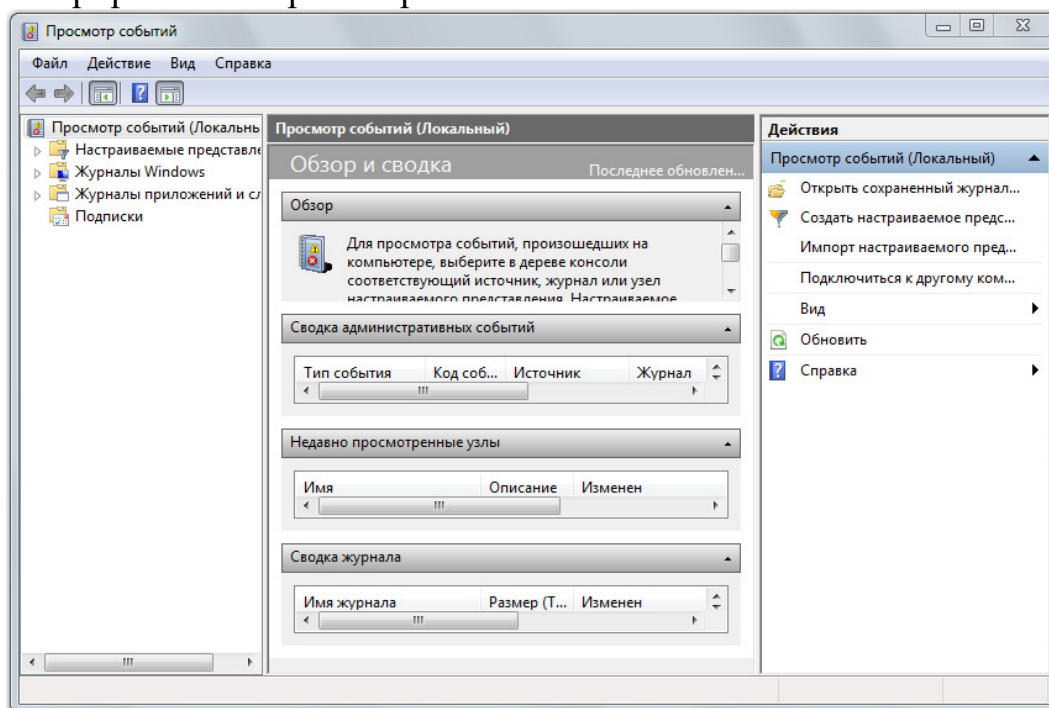 Просмотр событий
Файл Действие Вид Справка
Просмотр событий (Локальнь
Настраиваемые представле
Журналы Windows
Журналы приложений и сл
Подписки
Просмотр событий (Локальный)
Обзор и сводка
Последнее обновлен...
Обзор
Для просмотра событий, произошедших на
компьютере, выберите в дереве консоли
соответствующий источник, журнал или узел
настраиваемого представления. Настраиваемое
Сводка административных событий
Тип события Код соб... Источник Журнал
Недавно просмотренные узлы
Имя Описание Изменен
Сводка журнала
Имя журнала Размер (Т... Изменен
Действия
Просмотр событий (Локальный)
Открыть сохраненный журнал...
Создать настраиваемое предс...
Импорт настраиваемого пред...
Подключиться к другому ком...
Вид
Обновить
Справка